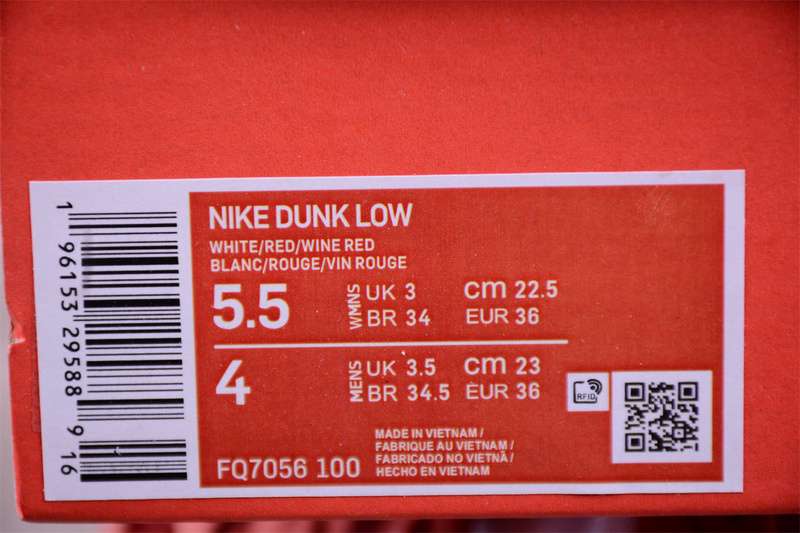 1
96153
29588
9
16
NIKE DUNK LOW
WHITE/RED/WINE RED
BLANC/ROUGE/VIN ROUGE
5.5 WMNS UK 3 cm 22.5
BR 34 EUR 36
4 MENS UK 3.5 cm 23
BR 34.5 EUR 36
RFID
MADE IN VIETNAM /
FABRIQUE AU VIETNAM /
FABRICADO NO VIETNÃ /
HECHO EN VIETNAM
FQ7056 100